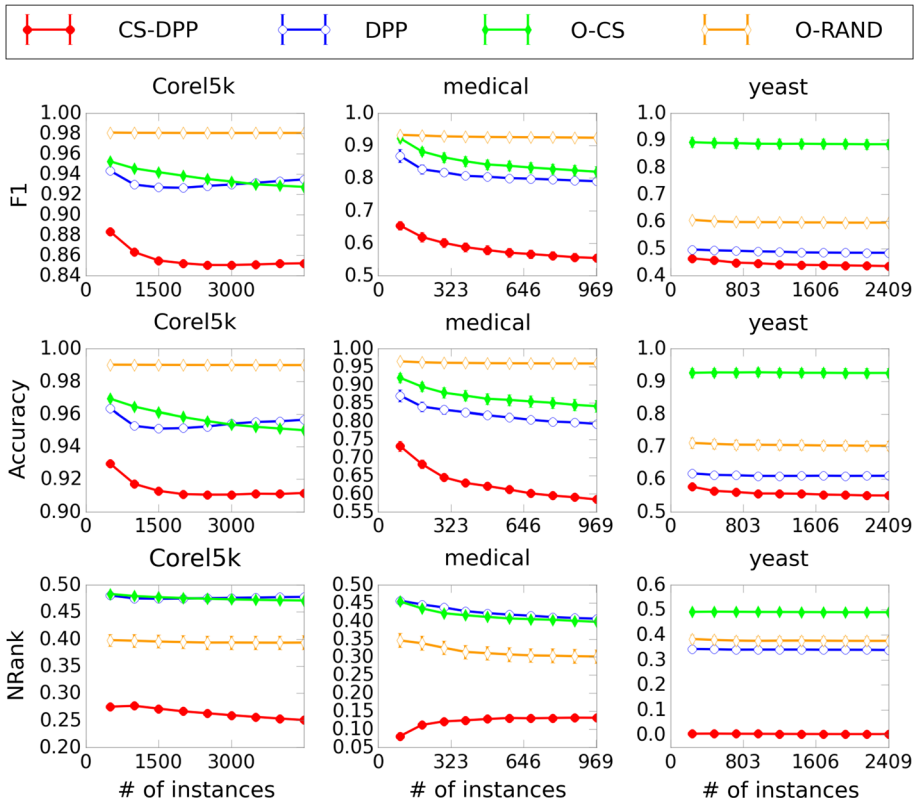 CS-DPP DPP O-CS O-RAND
Corel5k medical yeast
F1
1.00 0.98 0.96 0.94 0.92 0.90 0.88 0.86 0.84
0 1500 3000
1.0 0.9 0.8 0.7 0.6 0.5
0 323 646 969
1.0 0.9 0.8 0.7 0.6 0.5 0.4
0 803 1606 2409
Corel5k medical yeast
Accuracy
1.00 0.98 0.96 0.94 0.92 0.90
0 1500 3000
1.00 0.95 0.90 0.85 0.80 0.75 0.70 0.65 0.60 0.55
0 323 646 969
1.0 0.9 0.8 0.7 0.6 0.5
0 803 1606 2409
Corel5k medical yeast
NRank
0.50 0.45 0.40 0.35 0.30 0.25 0.20
0 1500 3000
0.50 0.45 0.40 0.35 0.30 0.25 0.20 0.15 0.10 0.05
0 323 646 969
0.6 0.5 0.4 0.3 0.2 0.1 0.0
0 803 1606 2409
# of instances # of instances # of instances